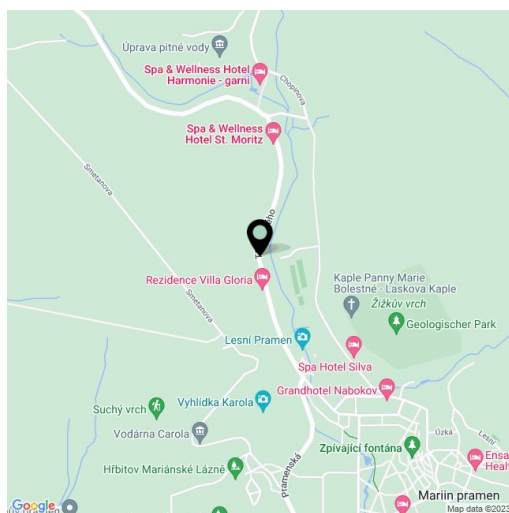 Úprava pitné vody
Spa & Wellness Hotel
Harmonie - garni
Chopinova
Spa & Wellness
Hotel St. Moritz
Smetanova
Rezidence Villa Gloria
Kaple Panny Marie
Bolestné - Laskova Kaple
Žižkův vrch
Smetanova
Geologischer Park
Lesní Pramen
Spa Hotel Silva
Grandhotel Nabokov
Vyhlídka Karola
Suchý vrch
Vodárna Carola
Úzká
Lesní
Zpívající fontána
Hřbitov Mariánské Lázně
Pramenská
Mariin pramen
Google
Map data ©2023